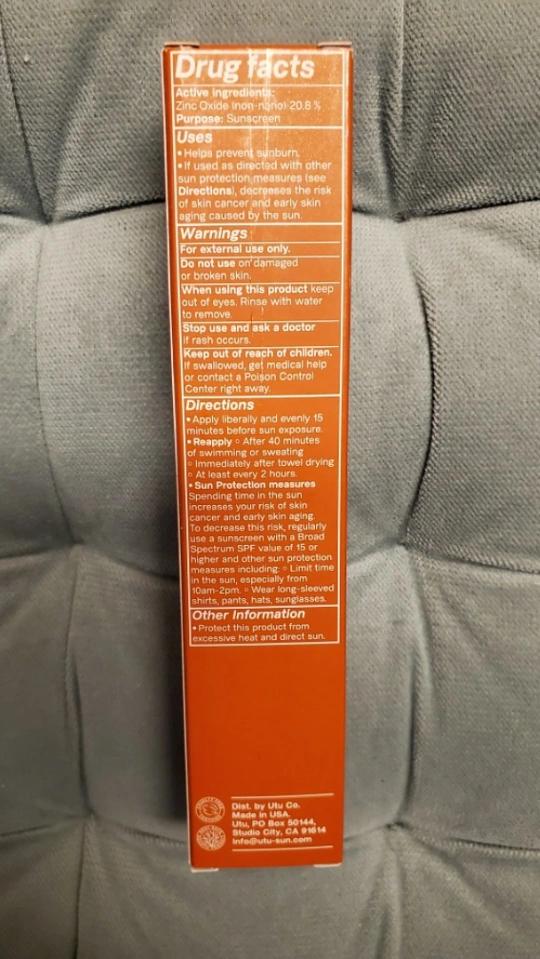 Drug facts
Active Ingredients:
Zinc Oxide (non-nano) 20.8 %
Purpose: Sunscreen
Uses
• Helps prevent sunburn.
• If used as directed with other
sun protection measures (see
Directions), decreases the risk
of skin cancer and early skin
aging caused by the sun.
Warnings
For external use only.
Do not use on damaged
or broken skin.
When using this product keep
out of eyes. Rinse with water
to remove.
Stop use and ask a doctor
if rash occurs.
Keep out of reach of children.
If swallowed, get medical help
or contact a Poison Control
Center right away.
Directions
• Apply liberally and evenly 15
minutes before sun exposure.
• Reapply ◦ After 40 minutes
of swimming or sweating
◦ Immediately after towel drying
◦ At least every 2 hours.
• Sun Protection measures
Spending time in the sun
increases your risk of skin
cancer and early skin aging.
To decrease this risk, regularly
use a sunscreen with a Broad
Spectrum SPF value of 15 or
higher and other sun protection
measures including: ◦ Limit time
in the sun, especially from
10am-2pm. ◦ Wear long-sleeved
shirts, pants, hats, sunglasses.
Other Information
• Protect this product from
excessive heat and direct sun.
Dist. by Utu Co.
Made in USA.
Utu, PO Box 50144,
Studio City, CA 91614
info@utu-sun.com